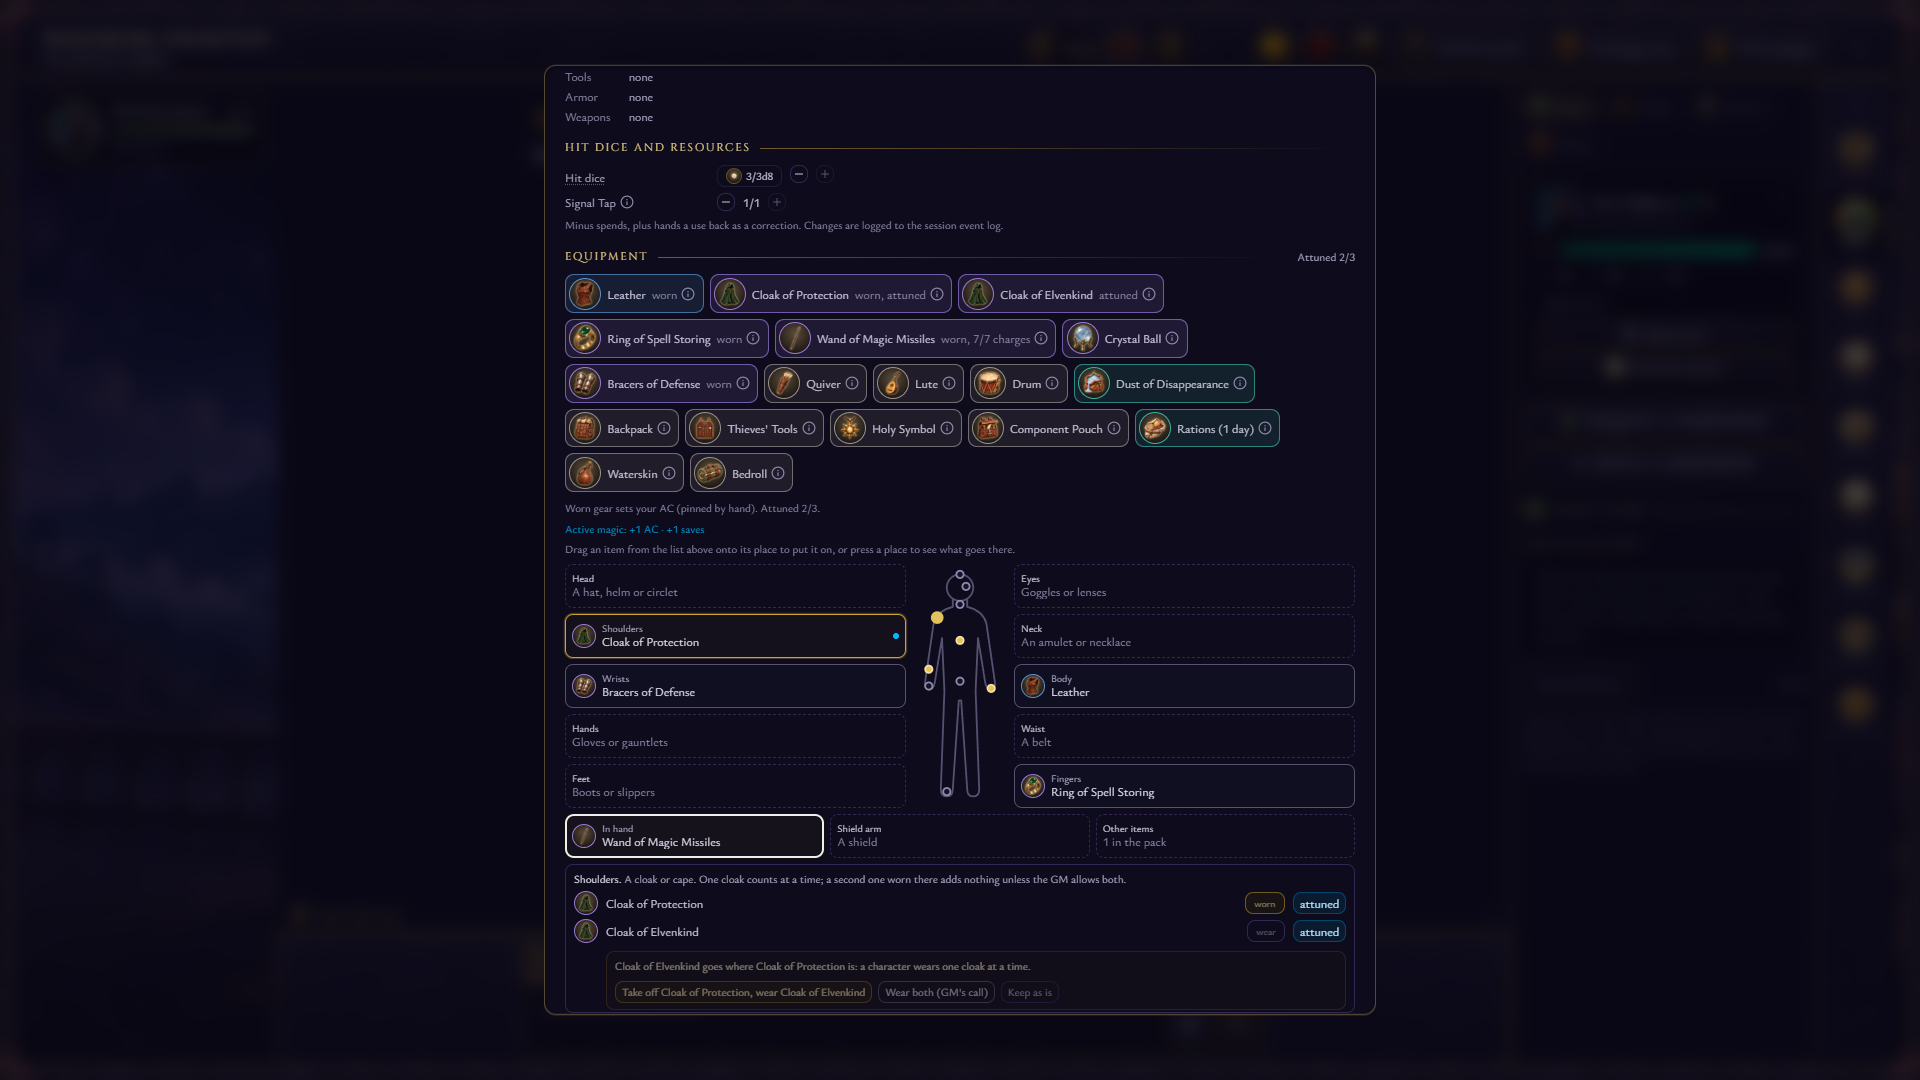 Tools none
Armor none
Weapons none
HIT DICE AND RESOURCES
Hit dice 3/3d8 − +
Signal Tap − 1/1 +
Minus spends, plus hands a use back as a correction. Changes are logged to the session event log.
EQUIPMENT Attuned 2/3
Leather worn Cloak of Protection worn, attuned Cloak of Elvenkind attuned
Ring of Spell Storing worn Wand of Magic Missiles worn, 7/7 charges Crystal Ball
Bracers of Defense worn Quiver Lute Drum Dust of Disappearance
Backpack Thieves' Tools Holy Symbol Component Pouch Rations (1 day)
Waterskin Bedroll
Worn gear sets your AC (pinned by hand). Attuned 2/3.
Active magic: +1 AC · +1 saves
Drag an item from the list above onto its place to put it on, or press a place to see what goes there.
Head
A hat, helm or circlet
Eyes
Goggles or lenses
Shoulders
Cloak of Protection
Neck
An amulet or necklace
Wrists
Bracers of Defense
Body
Leather
Hands
Gloves or gauntlets
Waist
A belt
Feet
Boots or slippers
Fingers
Ring of Spell Storing
In hand
Wand of Magic Missiles
Shield arm
A shield
Other items
1 in the pack
Shoulders. A cloak or cape. One cloak counts at a time; a second one worn there adds nothing unless the GM allows both.
Cloak of Protection worn attuned
Cloak of Elvenkind wear attuned
Cloak of Elvenkind goes where Cloak of Protection is: a character wears one cloak at a time.
Take off Cloak of Protection, wear Cloak of Elvenkind Wear both (GM's call) Keep as is